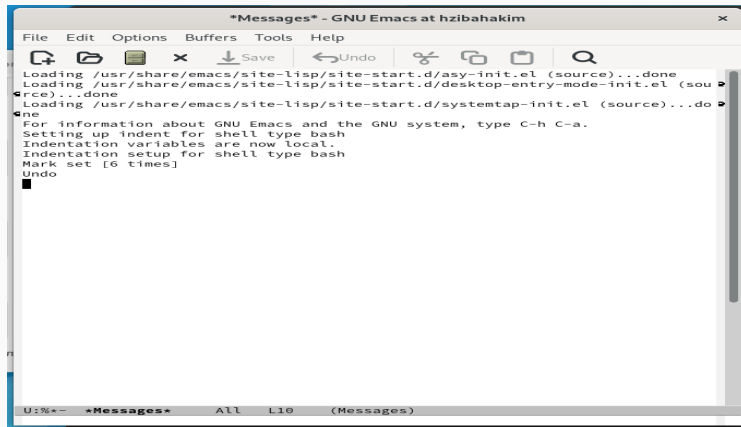 *Messages* - GNU Emacs at hzibahakim
File Edit Options Buffers Tools Help
Save Undo
Loading /usr/share/emacs/site-lisp/site-start.d/asy-init.el (source)...done
Loading /usr/share/emacs/site-lisp/site-start.d/desktop-entry-mode-init.el (sou
rce)...done
Loading /usr/share/emacs/site-lisp/site-start.d/systemtap-init.el (source)...do
ne
For information about GNU Emacs and the GNU system, type C-h C-a.
Setting up indent for shell type bash
Indentation variables are now local.
Indentation setup for shell type bash
Mark set [6 times]
Undo
U:%*- *Messages* All L10 (Messages)